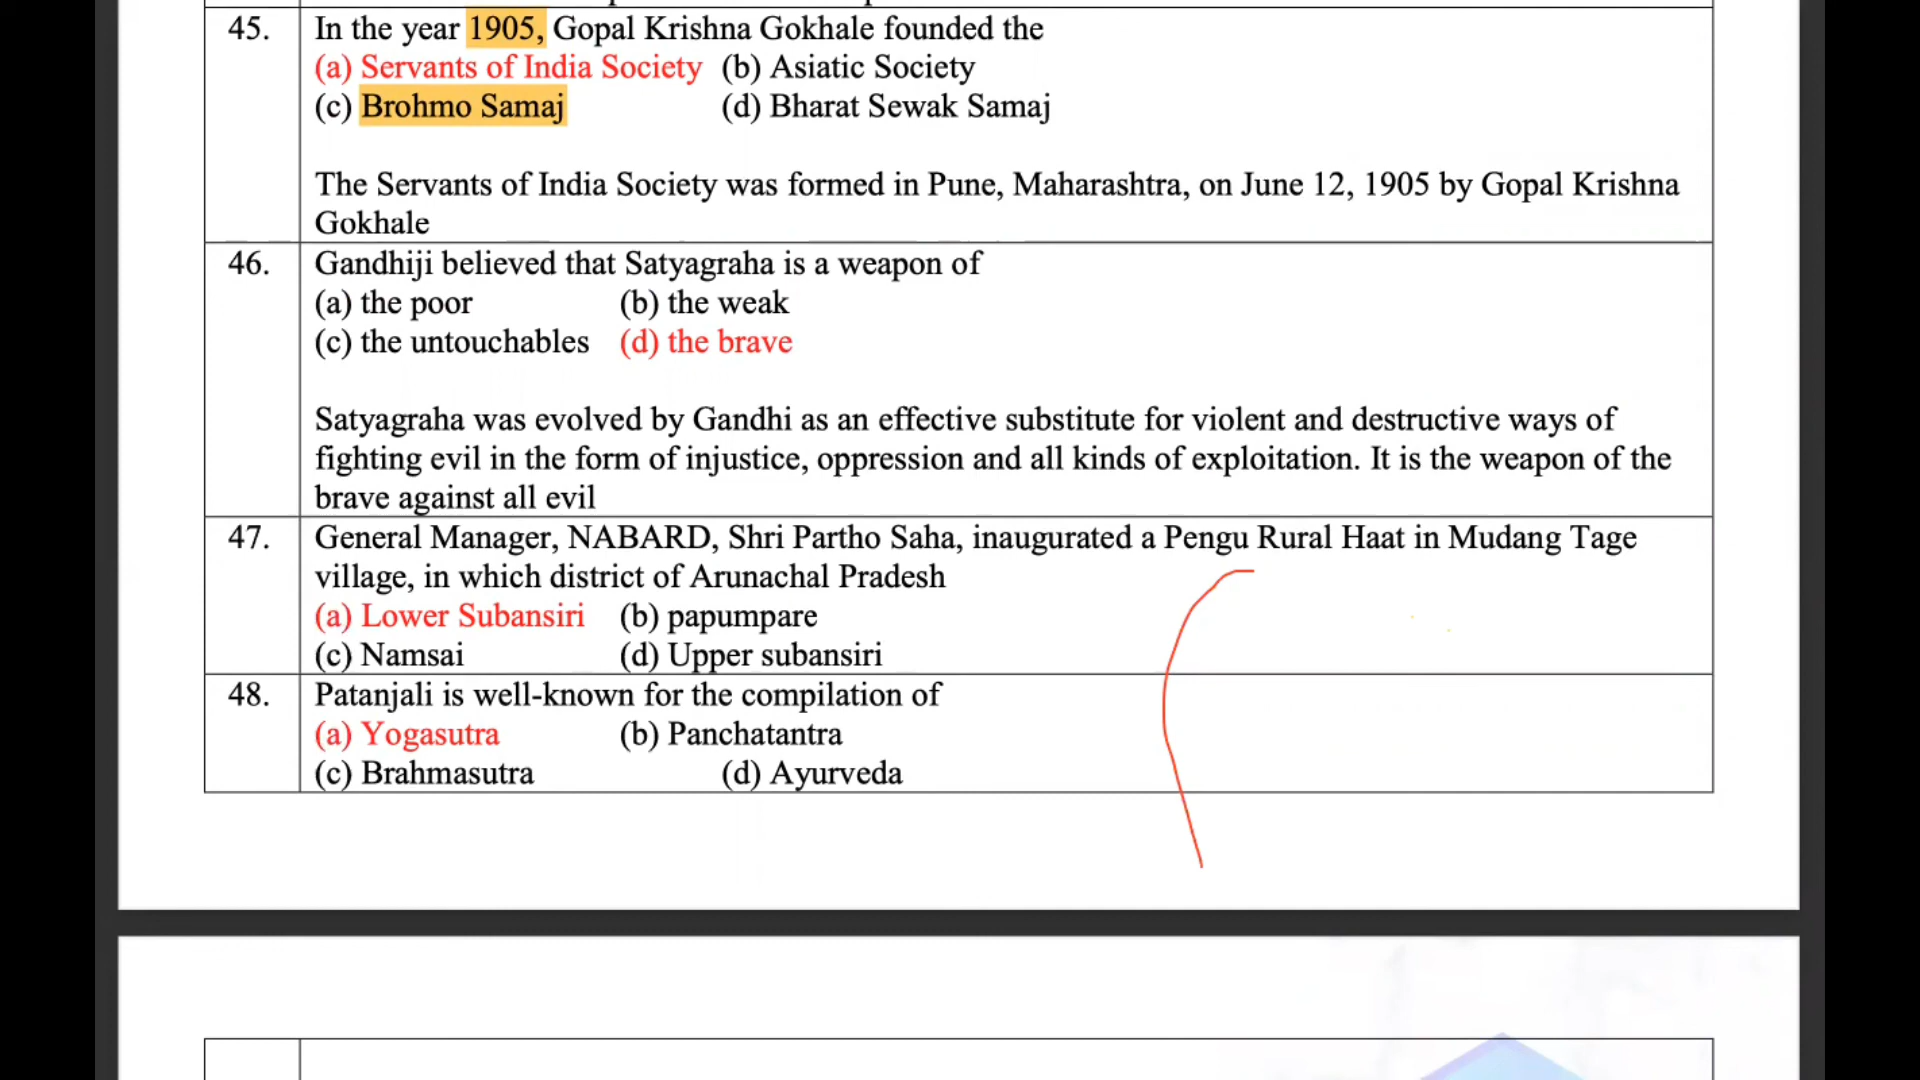 45. In the year 1905, Gopal Krishna Gokhale founded the
(a) Servants of India Society (b) Asiatic Society
(c) Brohmo Samaj (d) Bharat Sewak Samaj
The Servants of India Society was formed in Pune, Maharashtra, on June 12, 1905 by Gopal Krishna
Gokhale
46. Gandhiji believed that Satyagraha is a weapon of
(a) the poor (b) the weak
(c) the untouchables (d) the brave
Satyagraha was evolved by Gandhi as an effective substitute for violent and destructive ways of
fighting evil in the form of injustice, oppression and all kinds of exploitation. It is the weapon of the
brave against all evil
47. General Manager, NABARD, Shri Partho Saha, inaugurated a Pengu Rural Haat in Mudang Tage
village, in which district of Arunachal Pradesh
(a) Lower Subansiri (b) papumpare
(c) Namsai (d) Upper subansiri
48. Patanjali is well-known for the compilation of
(a) Yogasutra (b) Panchatantra
(c) Brahmasutra (d) Ayurveda